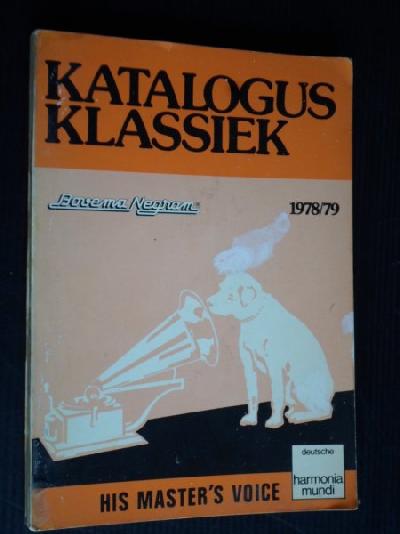 KATALOGUS
KLASSIEK
Bovema Negram
1978/79
deutsche
harmonia
mundi
HIS MASTER'S VOICE